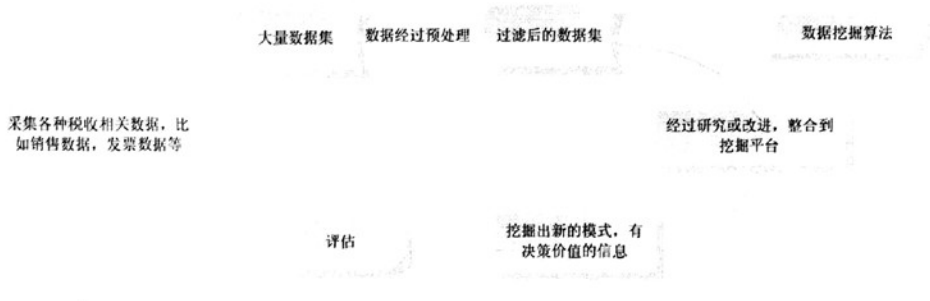 大量数据集
数据经过预处理
过滤后的数据集
数据挖掘算法
采集各种税收相关数据，比
如销售数据，发票数据等
经过研究或改进，整合到
挖掘平台
评估
挖掘出新的模式，有
决策价值的信息